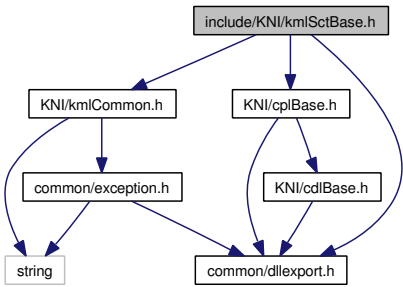 include/KNI/kmlSctBase.h
KNI/kmlCommon.h
KNI/cplBase.h
common/exception.h
KNI/cdlBase.h
string
common/dllexport.h